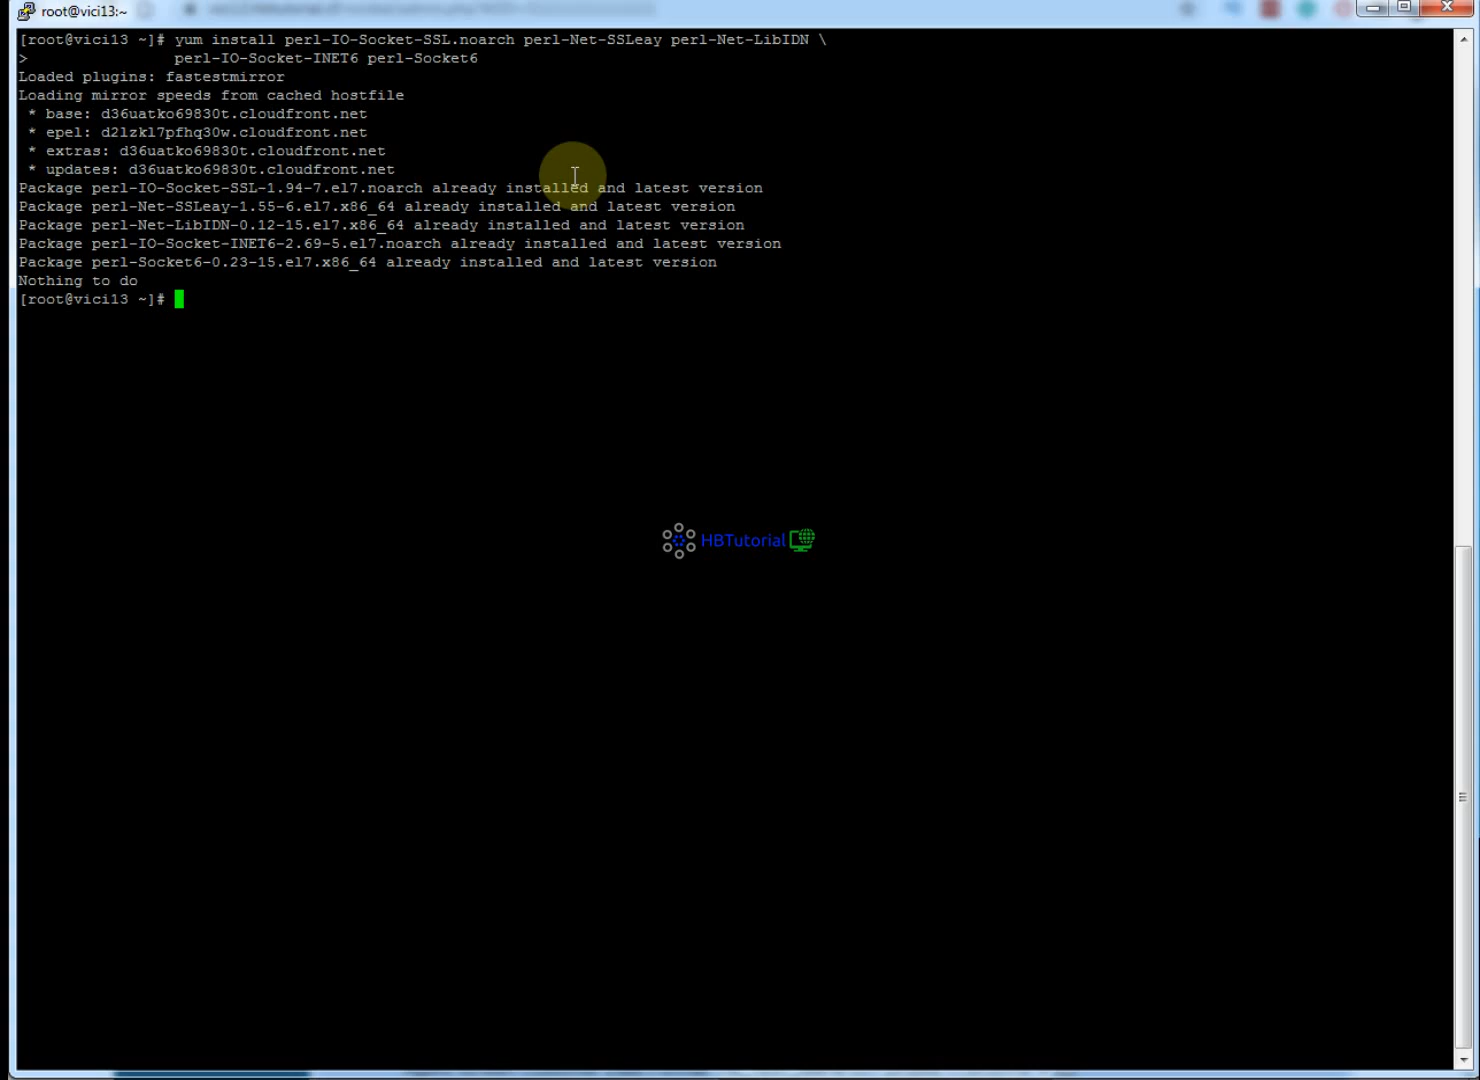 root@vici13:~
[root@vici13 ~]# yum install perl-IO-Socket-SSL.noarch perl-Net-SSLeay perl-Net-LibIDN \
> perl-IO-Socket-INET6 perl-Socket6
Loaded plugins: fastestmirror
Loading mirror speeds from cached hostfile
* base: d36uatko69830t.cloudfront.net
* epel: d2lzkl7pfhq30w.cloudfront.net
* extras: d36uatko69830t.cloudfront.net
* updates: d36uatko69830t.cloudfront.net
Package perl-IO-Socket-SSL-1.94-7.el7.noarch already installed and latest version
Package perl-Net-SSLeay-1.55-6.el7.x86_64 already installed and latest version
Package perl-Net-LibIDN-0.12-15.el7.x86_64 already installed and latest version
Package perl-IO-Socket-INET6-2.69-5.el7.noarch already installed and latest version
Package perl-Socket6-0.23-15.el7.x86_64 already installed and latest version
Nothing to do
[root@vici13 ~]#
HBTutorial